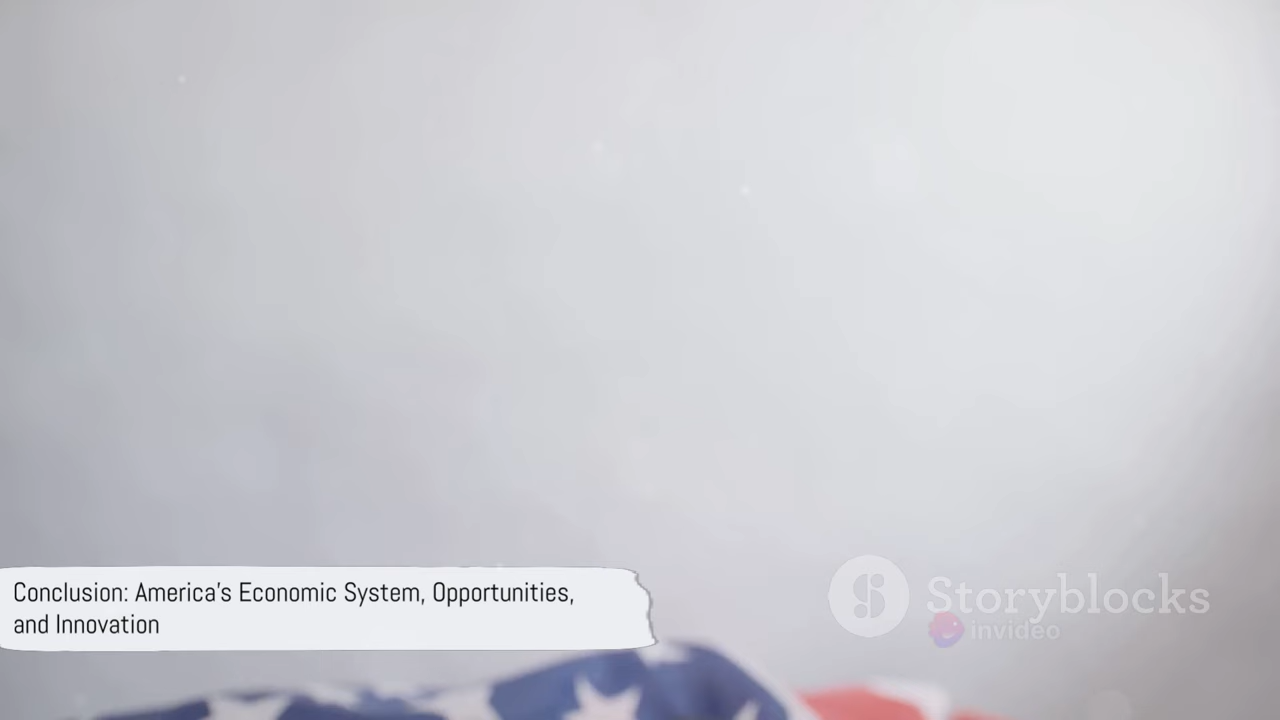 Conclusion: America's Economic System, Opportunities,
and Innovation
Storyblocks
invideo